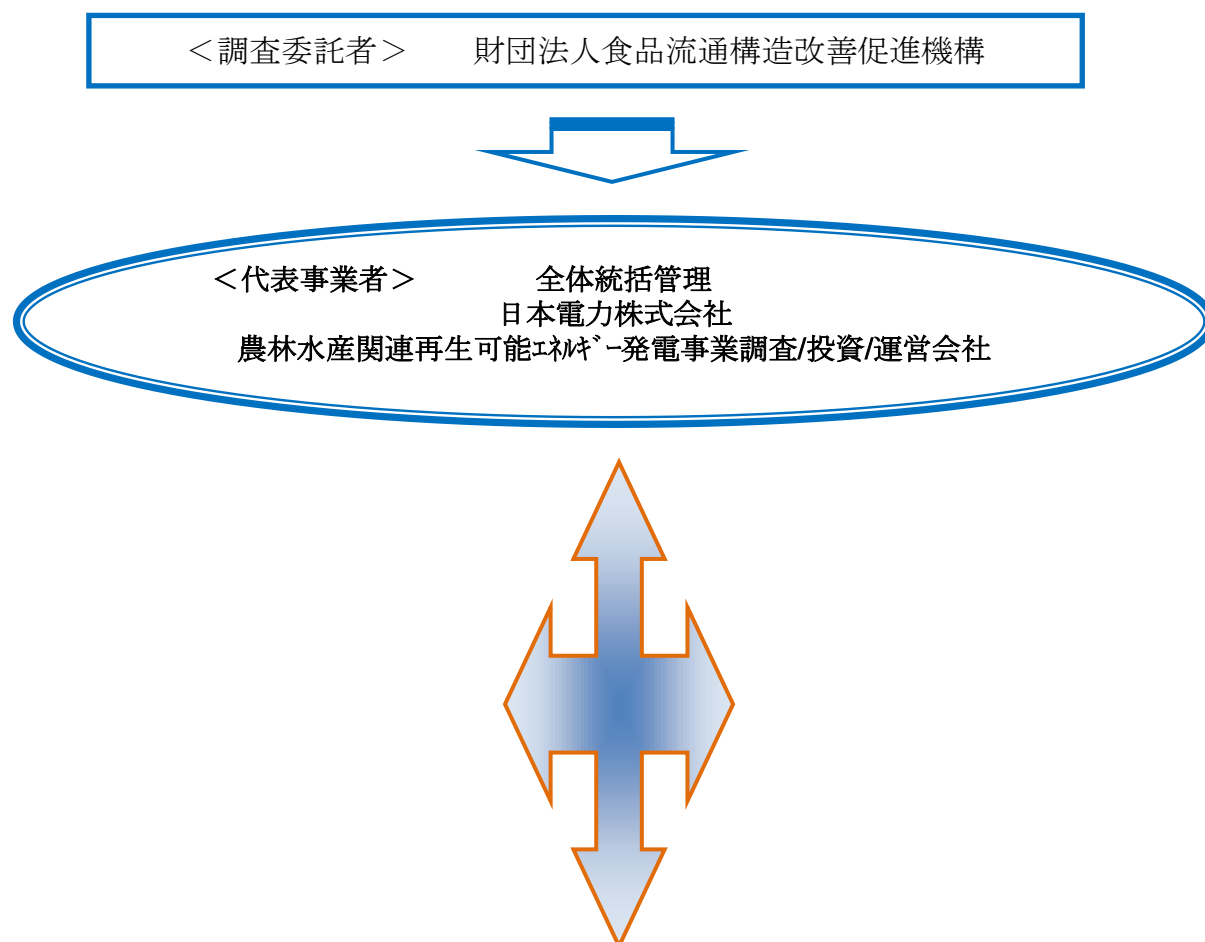 ＜調査委託者＞　　財団法人食品流通構造改善促進機構
＜代表事業者＞　　　　全体統括管理
日本電力株式会社
農林水産関連再生可能ｴﾈﾙｷﾞｰ発電事業調査/投資/運営会社